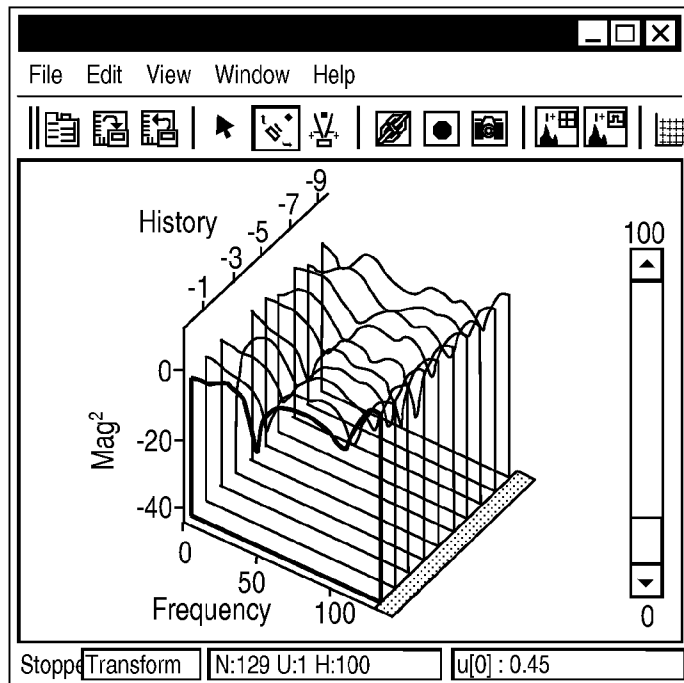 File Edit View Window Help
History
-1 -3 -5 -7 -9
100
0
-20
-40
Mag²
0 50 100
Frequency
0
Stoppe Transform N:129 U:1 H:100 u[0] : 0.45